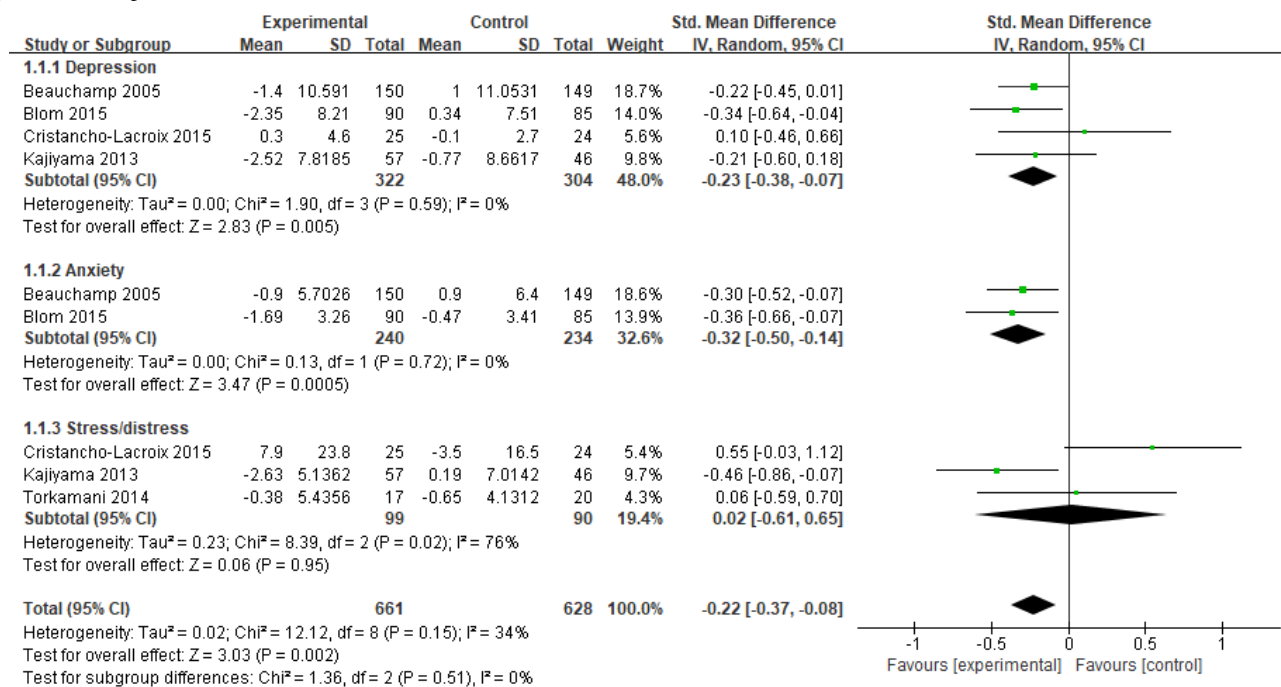 Experimental Control Std. Mean Difference Std. Mean Difference
Study or Subgroup Mean SD Total Mean SD Total Weight IV, Random, 95% CI IV, Random, 95% CI
1.1.1 Depression
Beauchamp 2005 -1.4 10.591 150 1 11.0531 149 18.7% -0.22 [-0.45, 0.01]
Blom 2015 -2.35 8.21 90 0.34 7.51 85 14.0% -0.34 [-0.64, -0.04]
Cristancho-Lacroix 2015 0.3 4.6 25 -0.1 2.7 24 5.6% 0.10 [-0.46, 0.66]
Kajiyama 2013 -2.52 7.8185 57 -0.77 8.6617 46 9.8% -0.21 [-0.60, 0.18]
Subtotal (95% CI) 322 304 48.0% -0.23 [-0.38, -0.07]
Heterogeneity: Tau² = 0.00; Chi² = 1.90, df = 3 (P = 0.59); I² = 0%
Test for overall effect: Z = 2.83 (P = 0.005)
1.1.2 Anxiety
Beauchamp 2005 -0.9 5.7026 150 0.9 6.4 149 18.6% -0.30 [-0.52, -0.07]
Blom 2015 -1.69 3.26 90 -0.47 3.41 85 13.9% -0.36 [-0.66, -0.07]
Subtotal (95% CI) 240 234 32.6% -0.32 [-0.50, -0.14]
Heterogeneity: Tau² = 0.00; Chi² = 0.13, df = 1 (P = 0.72); I² = 0%
Test for overall effect: Z = 3.47 (P = 0.0005)
1.1.3 Stress/distress
Cristancho-Lacroix 2015 7.9 23.8 25 -3.5 16.5 24 5.4% 0.55 [-0.03, 1.12]
Kajiyama 2013 -2.63 5.1362 57 0.19 7.0142 46 9.7% -0.46 [-0.86, -0.07]
Torkamani 2014 -0.38 5.4356 17 -0.65 4.1312 20 4.3% 0.06 [-0.59, 0.70]
Subtotal (95% CI) 99 90 19.4% 0.02 [-0.61, 0.65]
Heterogeneity: Tau² = 0.23; Chi² = 8.39, df = 2 (P = 0.02); I² = 76%
Test for overall effect: Z = 0.06 (P = 0.95)
Total (95% CI) 661 628 100.0% -0.22 [-0.37, -0.08]
Heterogeneity: Tau² = 0.02; Chi² = 12.12, df = 8 (P = 0.15); I² = 34%
Test for overall effect: Z = 3.03 (P = 0.002)
Test for subgroup differences: Chi² = 1.36, df = 2 (P = 0.51), I² = 0%
-1 -0.5 0 0.5 1
Favours [experimental] Favours [control]